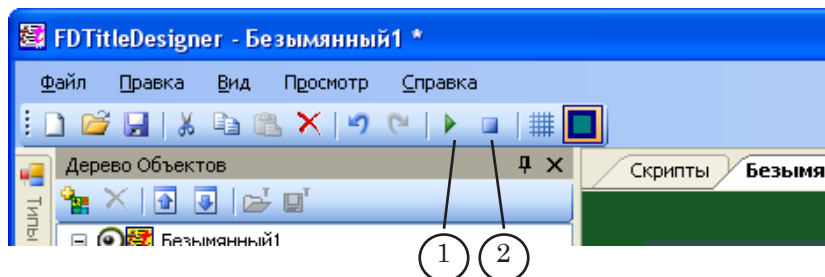 FDTitleDesigner - Безымянный1 *
Файл Правка Вид Просмотр Справка
Дерево Объектов
Скрипты Безымя
Типы
Безымянный1
1 2